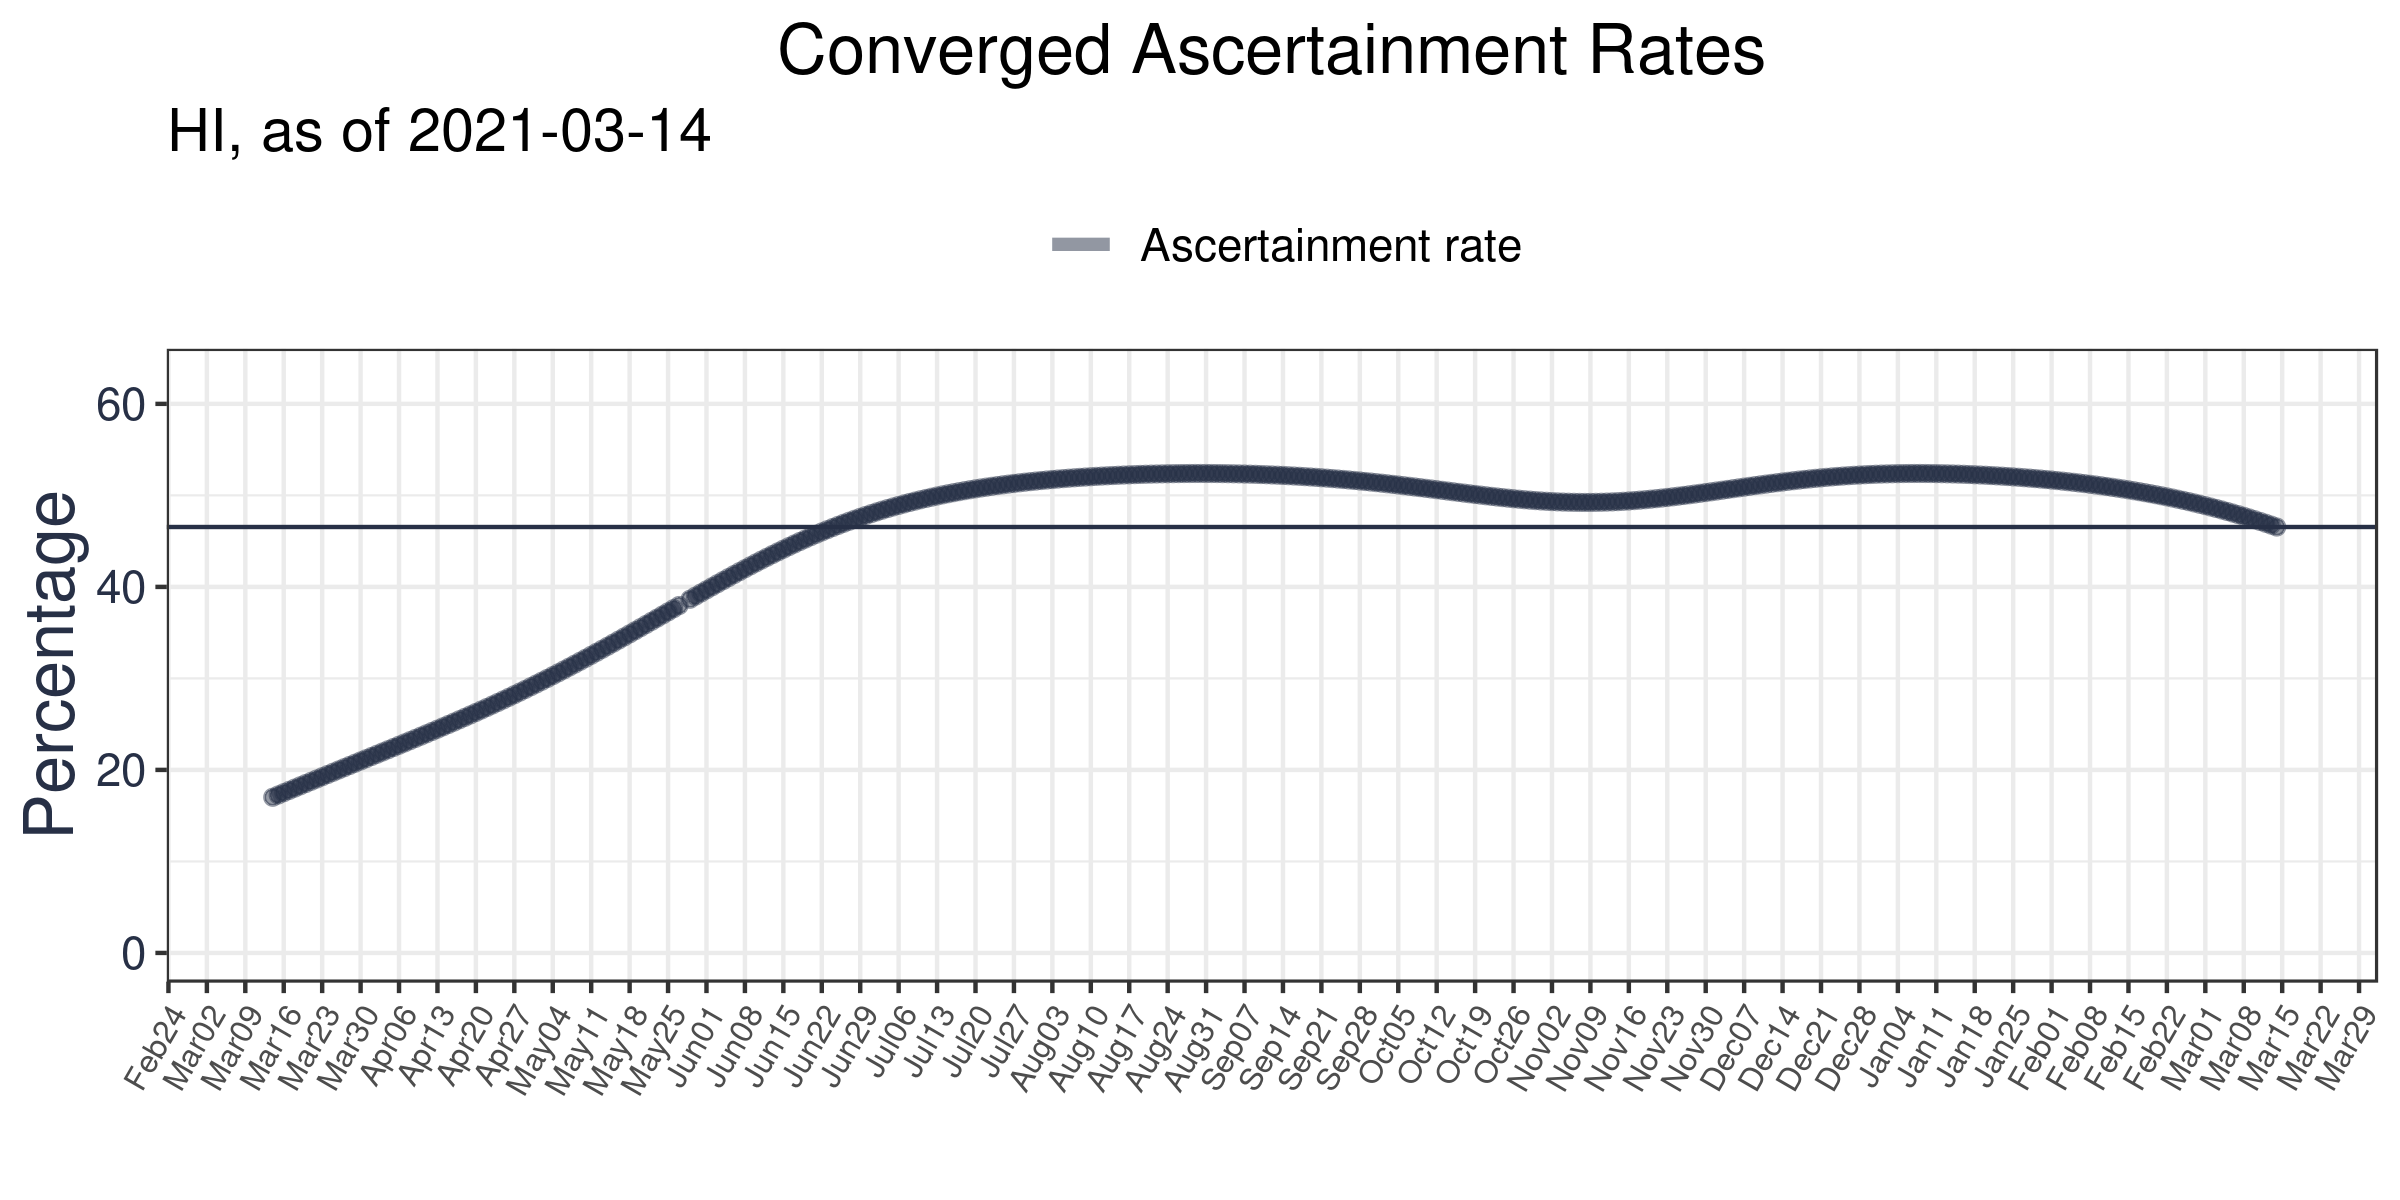 Converged Ascertainment Rates
HI, as of 2021-03-14
Ascertainment rate
Percentage
60
40
20
0
Feb24
Mar02
Mar09
Mar16
Mar23
Mar30
Apr06
Apr13
Apr20
Apr27
May04
May11
May18
May25
Jun01
Jun08
Jun15
Jun22
Jun29
Jul06
Jul13
Jul20
Jul27
Aug03
Aug10
Aug17
Aug24
Aug31
Sep07
Sep14
Sep21
Sep28
Oct05
Oct12
Oct19
Oct26
Nov02
Nov09
Nov16
Nov23
Nov30
Dec07
Dec14
Dec21
Dec28
Jan04
Jan11
Jan18
Jan25
Feb01
Feb08
Feb15
Feb22
Mar01
Mar08
Mar15
Mar22
Mar29